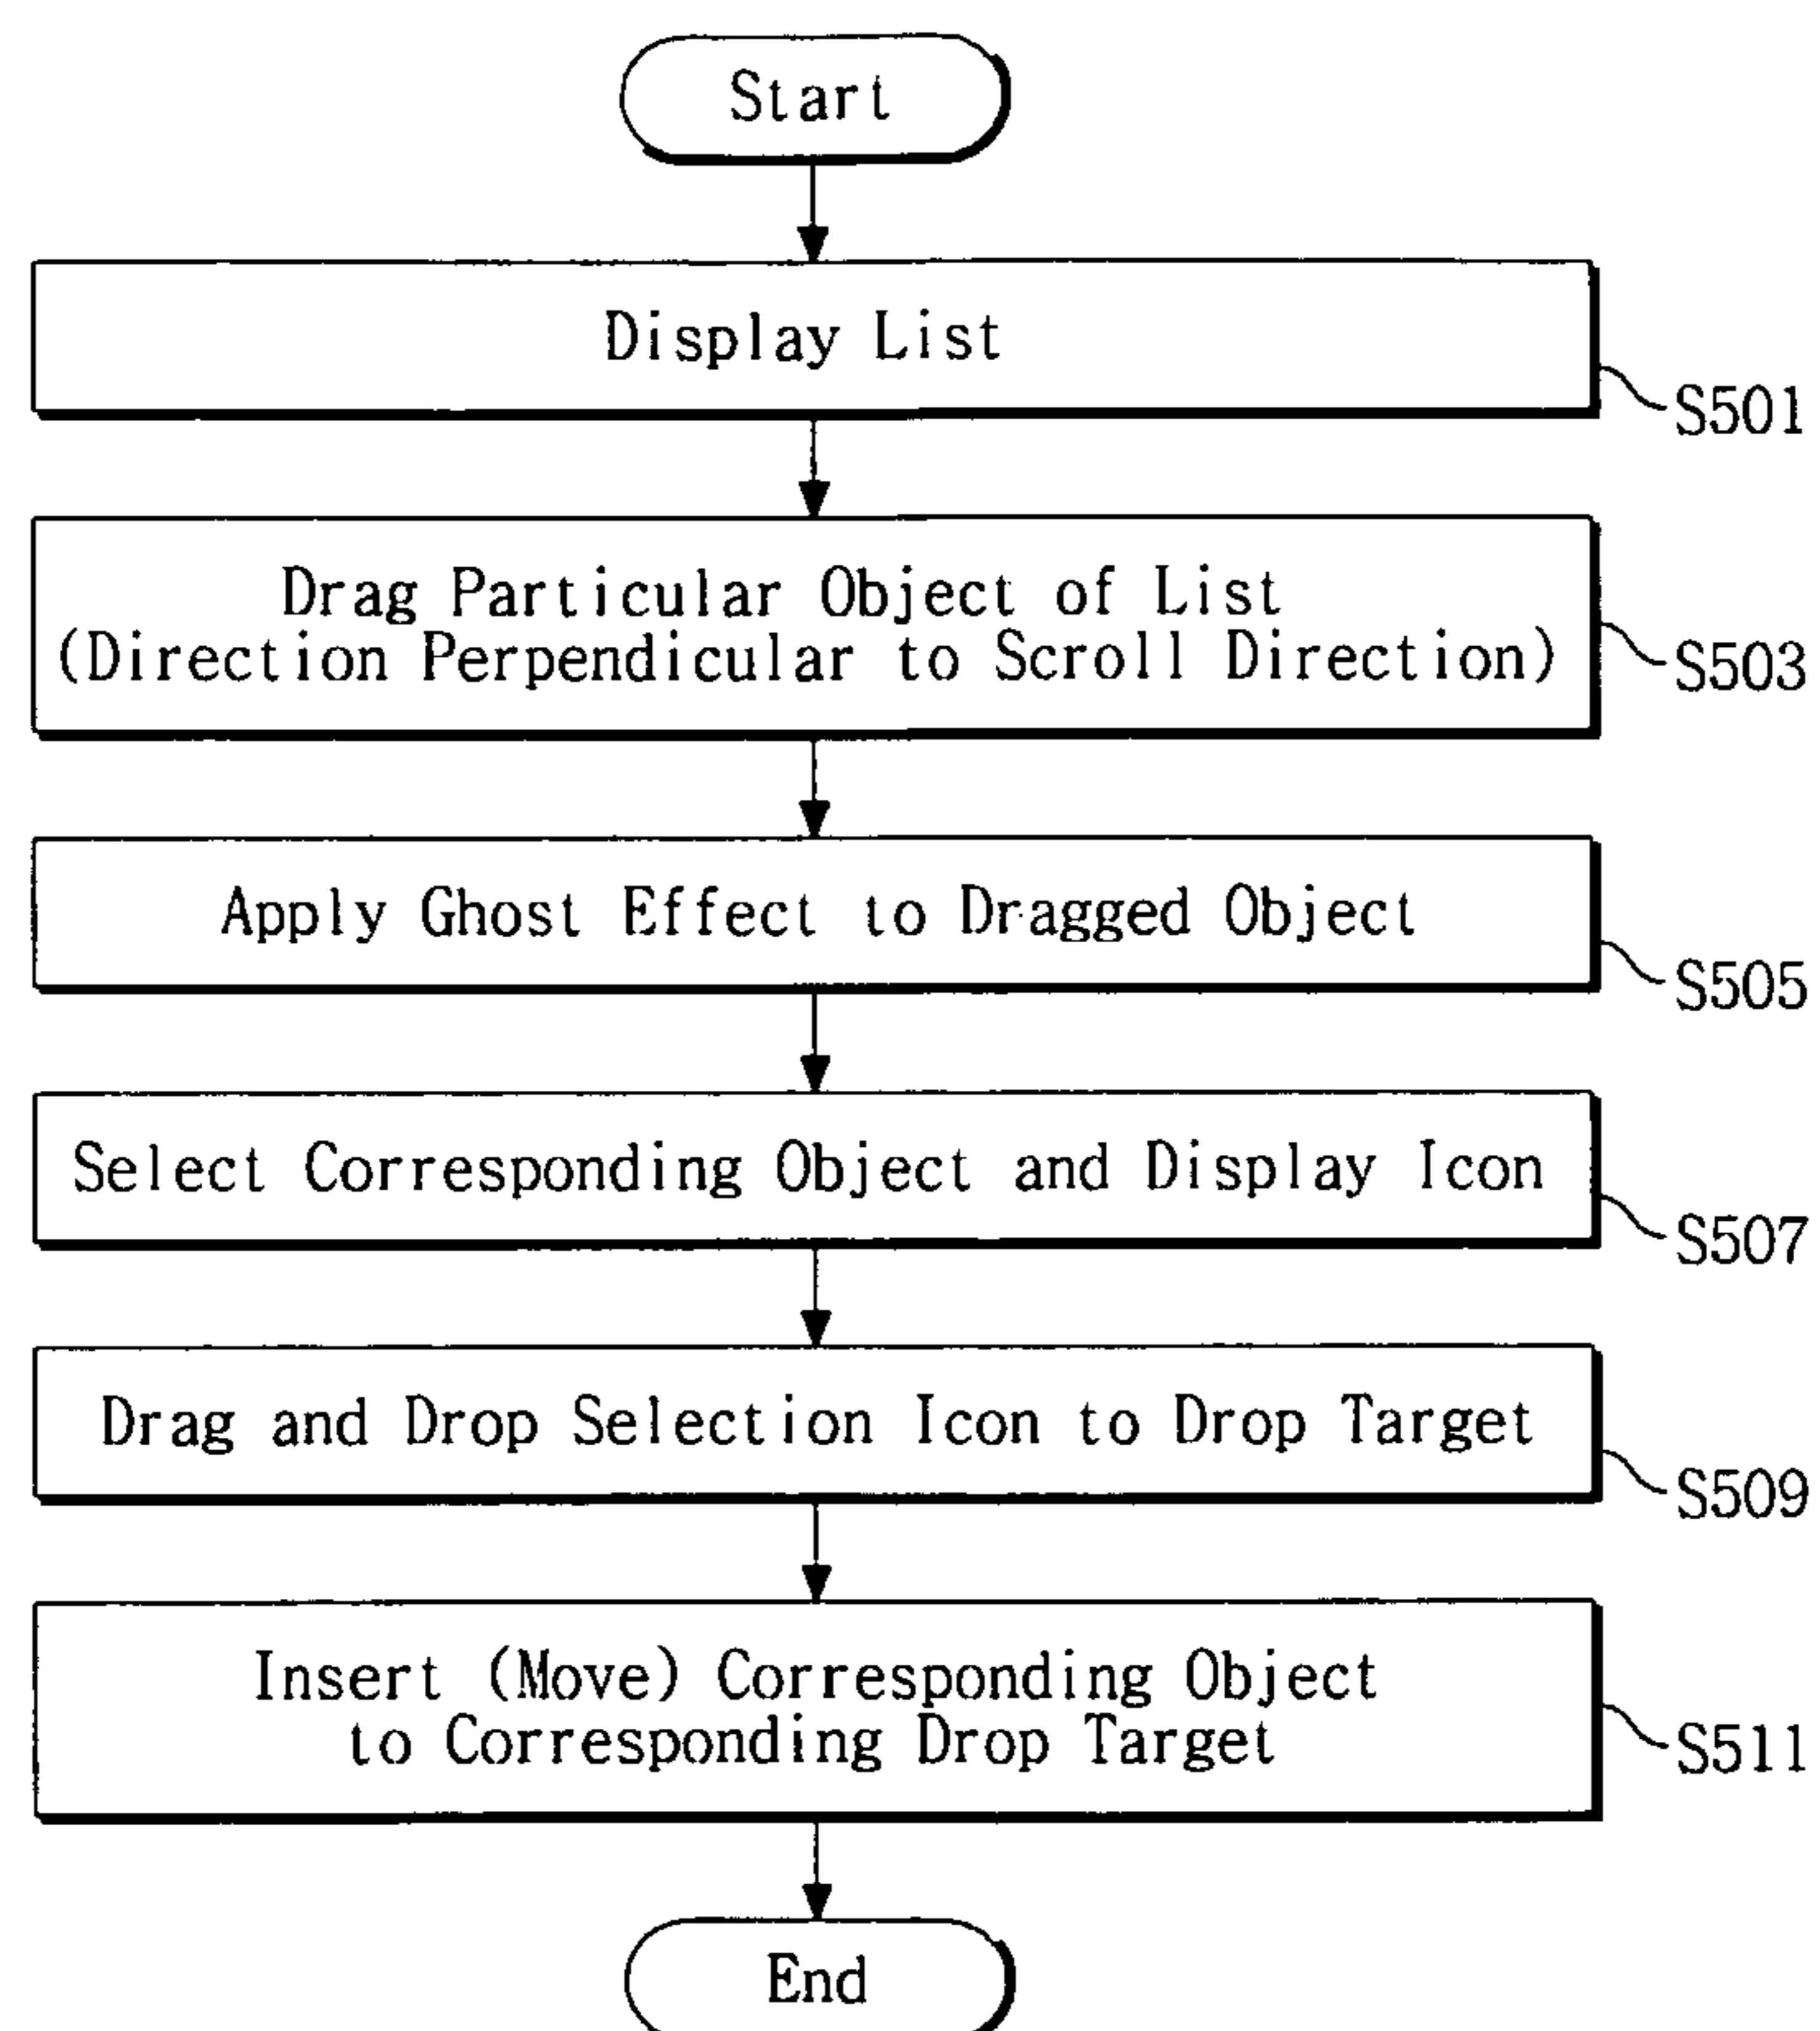 Start
Display List
S501
Drag Particular Object of List
(Direction Perpendicular to Scroll Direction)
S503
Apply Ghost Effect to Dragged Object
S505
Select Corresponding Object and Display Icon
S507
Drag and Drop Selection Icon to Drop Target
S509
Insert (Move) Corresponding Object
to Corresponding Drop Target
S511
End